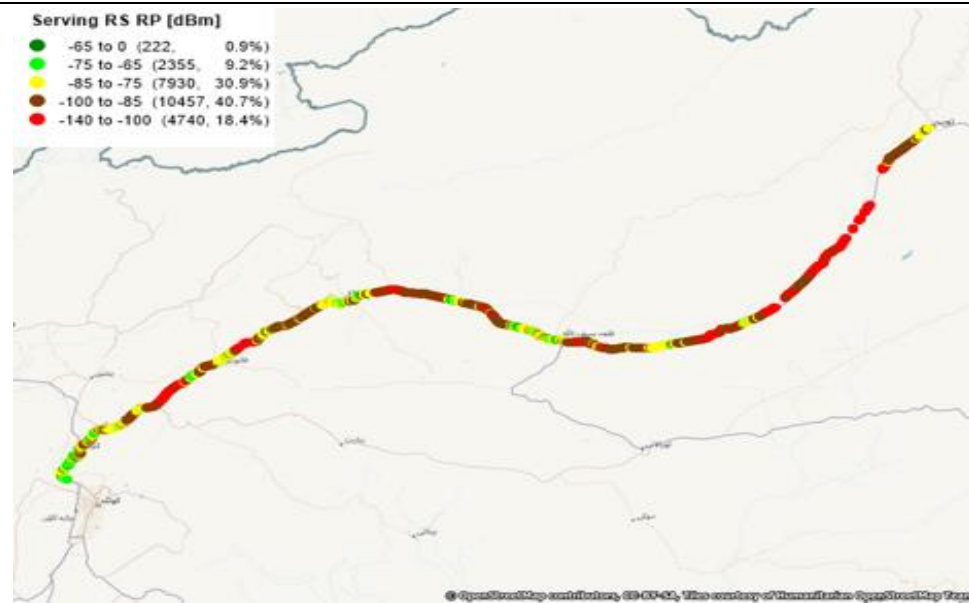 Serving RS RP [dBm]
-65 to 0 (222, 0.9%)
-75 to -65 (2355, 9.2%)
-85 to -75 (7930, 30.9%)
-100 to -85 (10457, 40.7%)
-140 to -100 (4740, 18.4%)
© OpenStreetMap contributors, CC-BY-SA, Tiles courtesy of Humanitarian OpenStreetMap Team